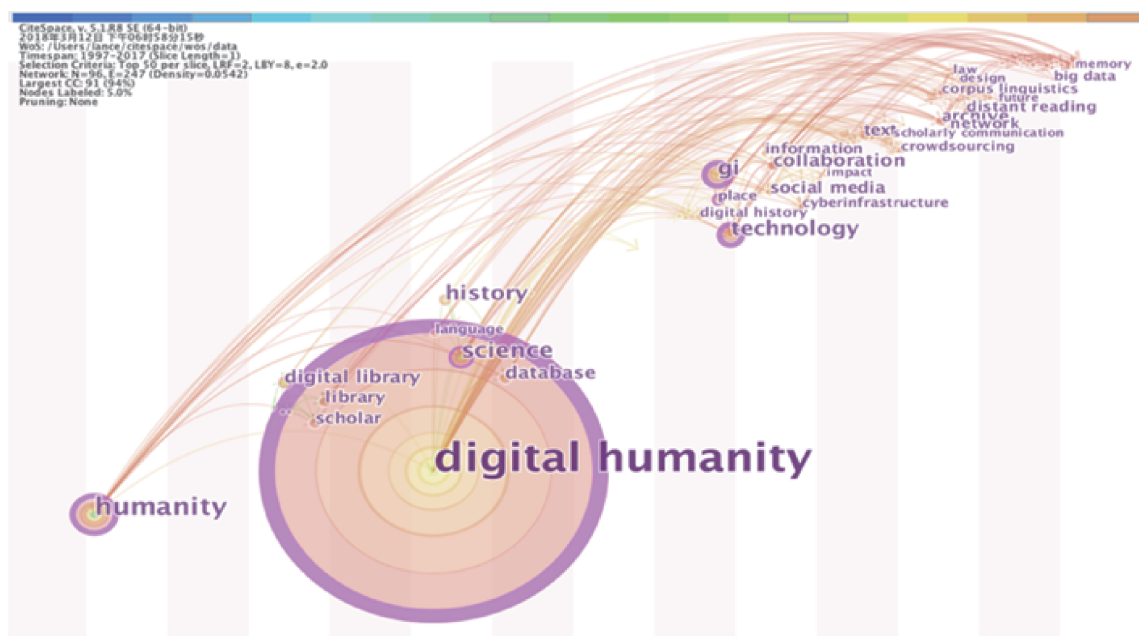 CiteSpace, v. 5.1.R8 SE (64-bit)
2018年3月12日 下午06时58分15秒
WoS: /Users/lance/citespace/wos/data
Timespan: 1997-2017 (Slice Length=1)
Selection Criteria: Top 50 per slice, LRF=2, LBY=8, e=2.0
Network: N=96, E=247 (Density=0.0542)
Largest CC: 91 (94%)
Nodes Labeled: 5.0%
Pruning: None
memory
law
big data
design
corpus linguistics
future
distant reading
archive
network
text
scholarly communication
crowdsourcing
information
collaboration
gi
impact
social media
place
cyberinfrastructure
digital history
technology
history
language
science
database
digital library
library
scholar
digital humanity
humanity